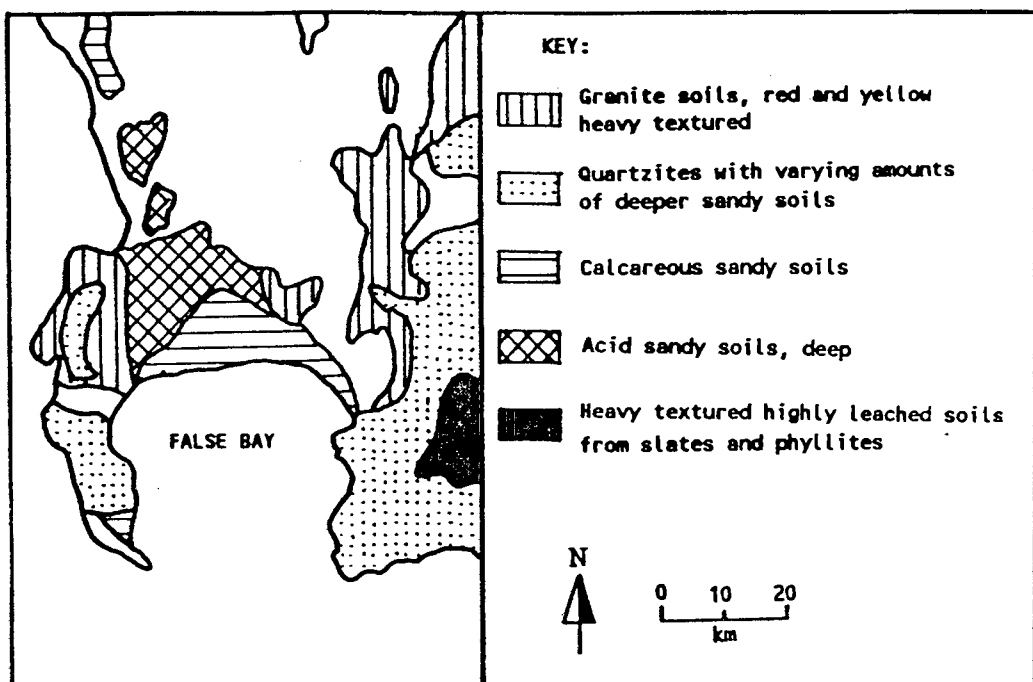 KEY:
Granite soils, red and yellow
heavy textured
Quartzites with varying amounts
of deeper sandy soils
Calcareous sandy soils
Acid sandy soils, deep
Heavy textured highly leached soils
from slates and phyllites
FALSE BAY
N
0 10 20
km